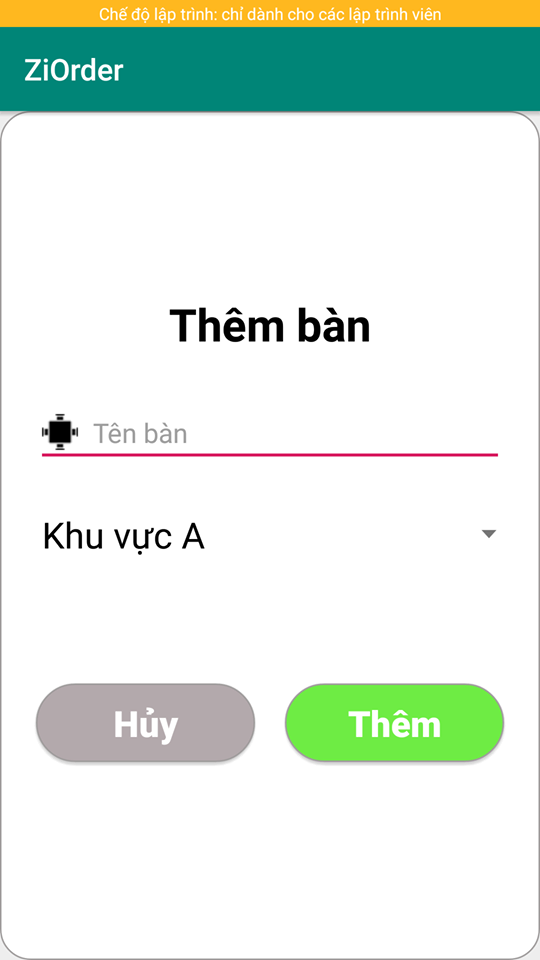 Chế độ lập trình: chỉ dành cho các lập trình viên
ZiOrder
Thêm bàn
Tên bàn
Khu vực A
Hủy
Thêm